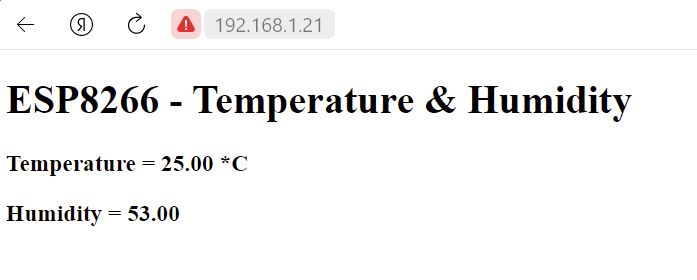 Я 192.168.1.21
ESP8266 - Temperature & Humidity
Temperature = 25.00 *C
Humidity = 53.00